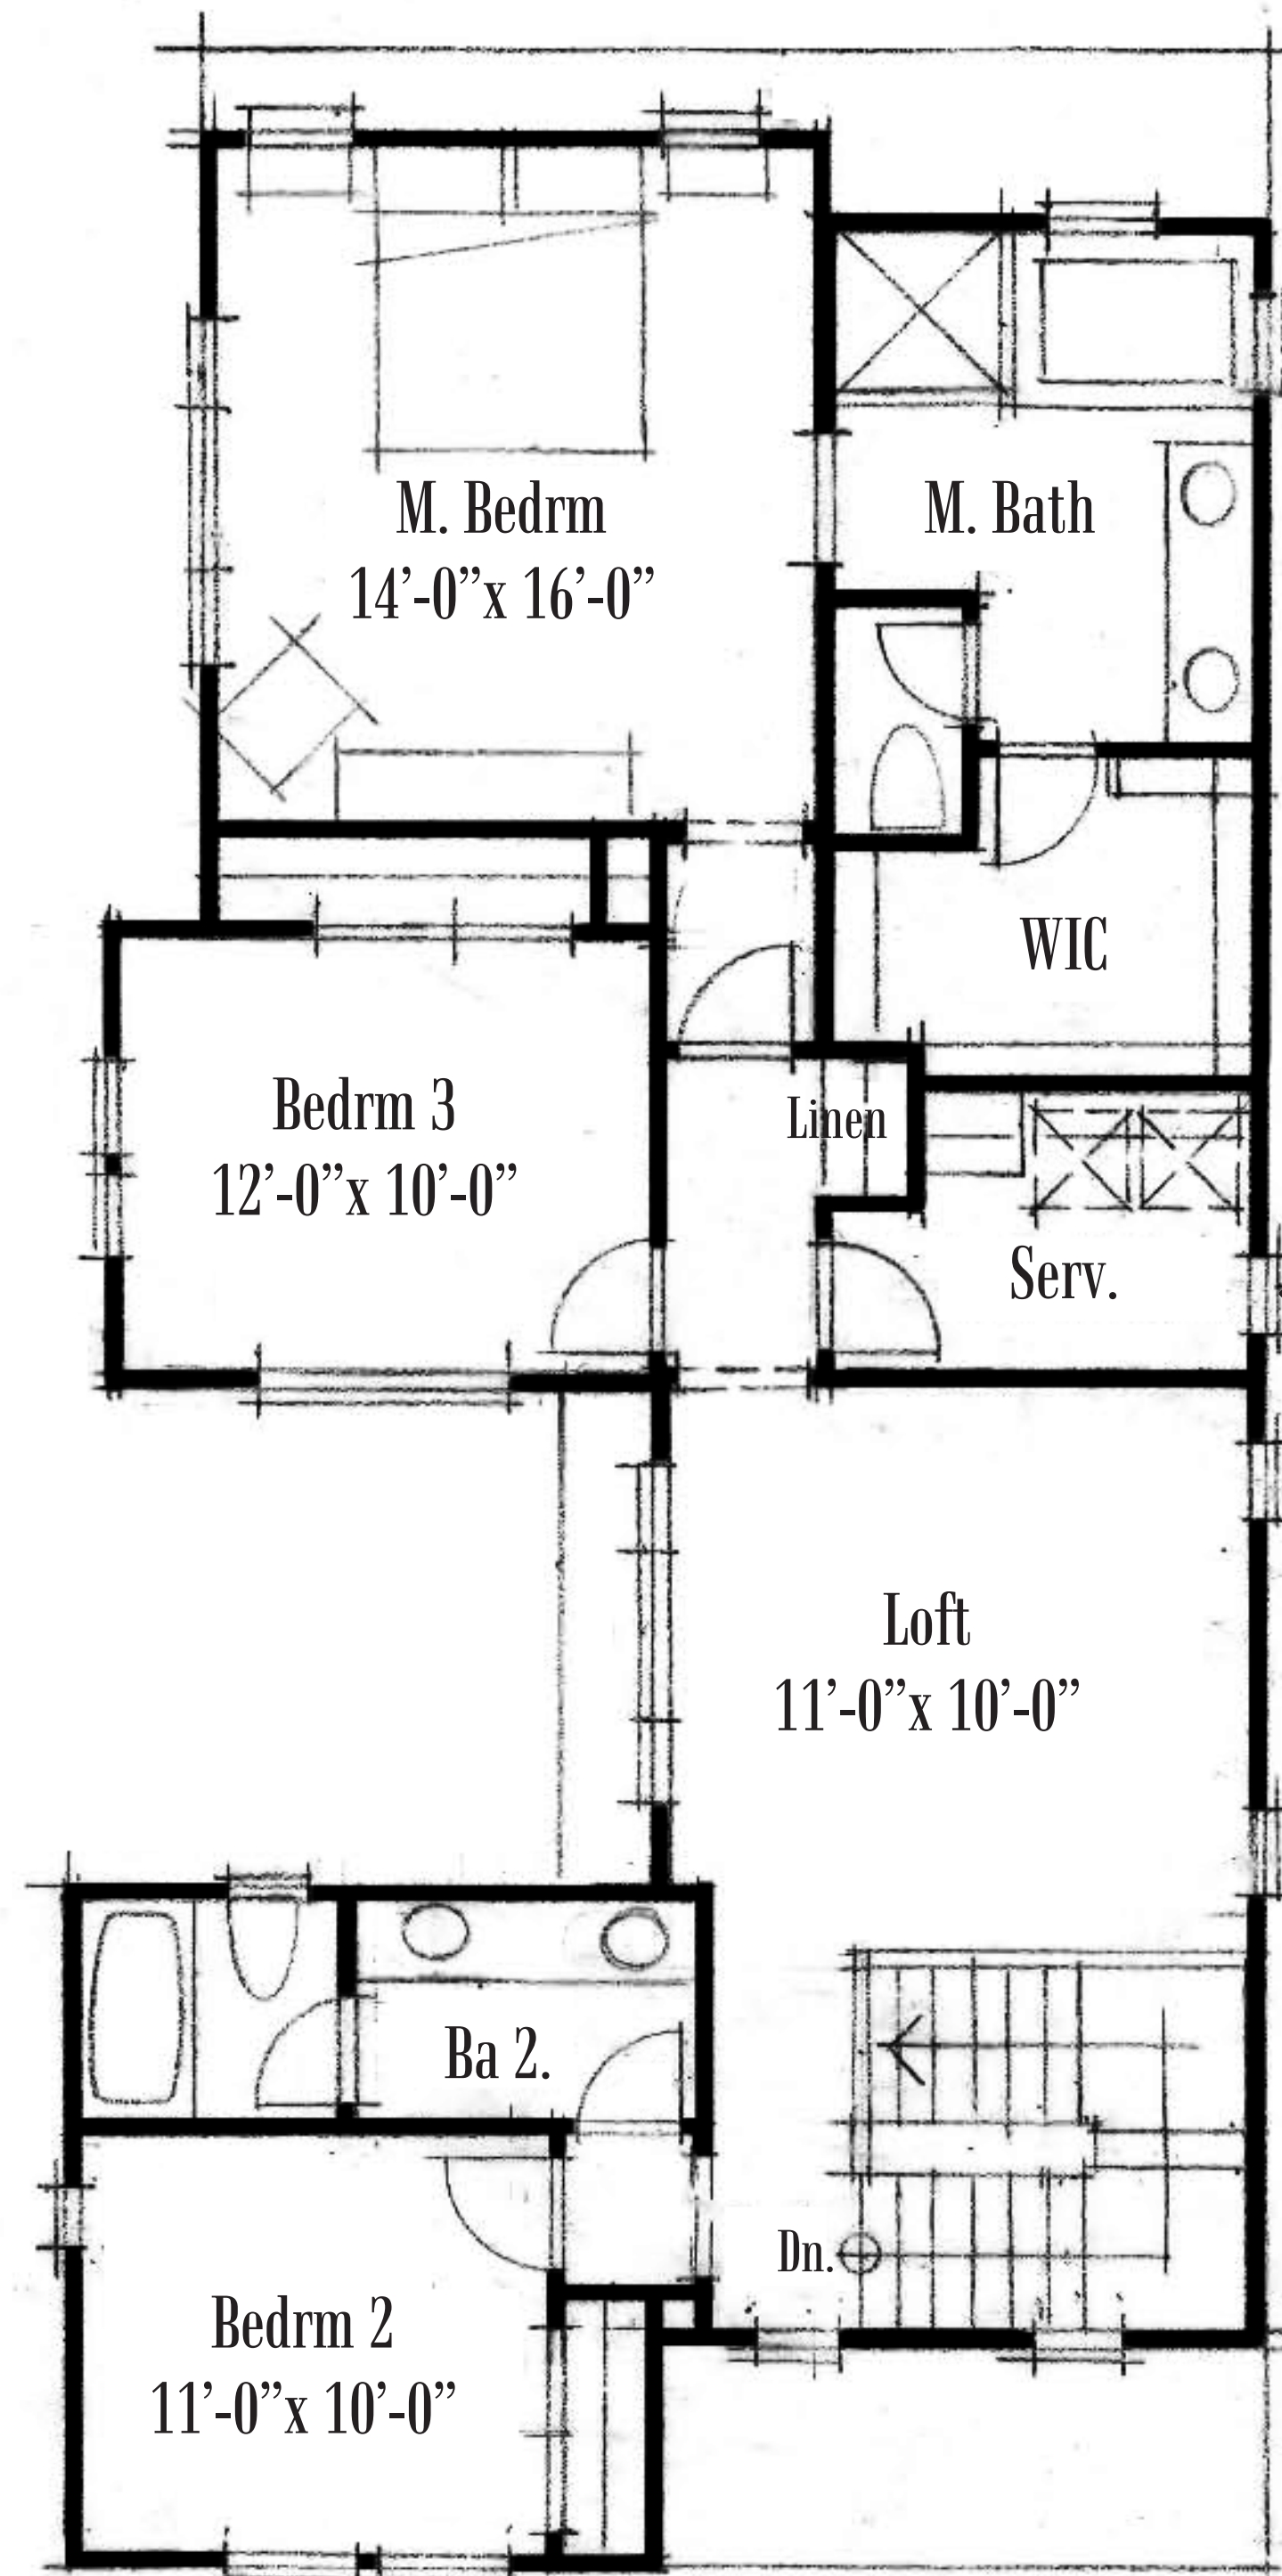 M. Bedrm
14’-0”x 16’-0”
M. Bath
WIC
Bedrm 3
12’-0”x 10’-0”
Linen
Serv.
Loft
11’-0”x 10’-0”
Ba 2.
Dn.
Bedrm 2
11’-0”x 10’-0”